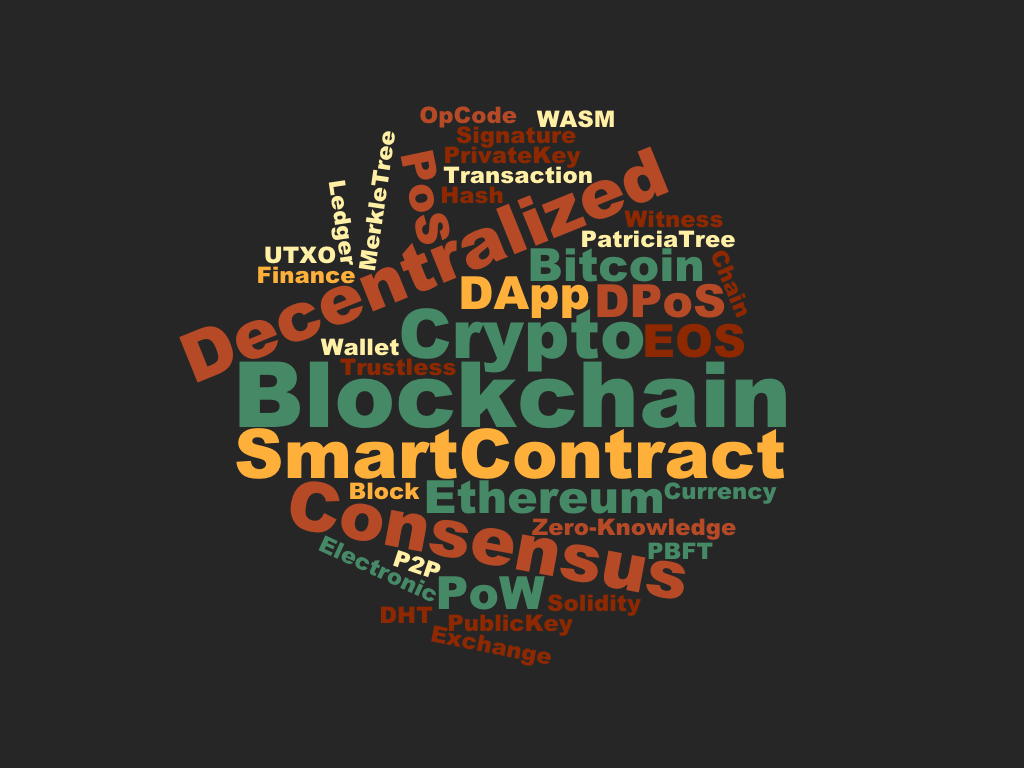 OpCode
WASM
Signature
PrivateKey
Transaction
Hash
PoS
MerkleTree
Ledger
UTXO
Finance
Decentralized
Witness
PatriciaTree
Chain
Bitcoin
DApp
DPoS
Crypto
EOS
Wallet
Trustless
Blockchain
SmartContract
Block
Ethereum
Currency
Consensus
Zero-Knowledge
PBFT
Electronic
P2P
PoW
Solidity
DHT
PublicKey
Exchange